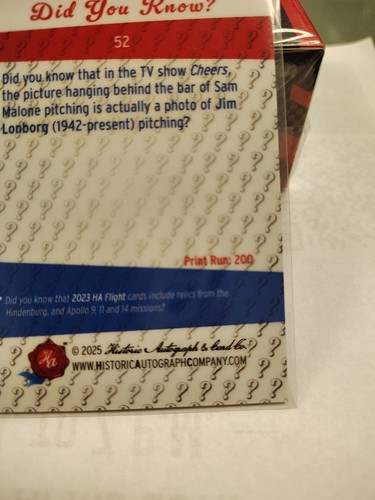 Did You Know?
52
Did you know that in the TV show Cheers,
the picture hanging behind the bar of Sam
Malone pitching is actually a photo of Jim
Lonborg (1942-present) pitching?
Print Run: 200
* Did you know that 2023 HA Flight cards include relics from the
Hindenburg, and Apollo 9, 11 and 14 missions?
Ha
© 2025 Historic Autograph & Card Co.
WWW.HISTORICAUTOGRAPHCOMPANY.COM